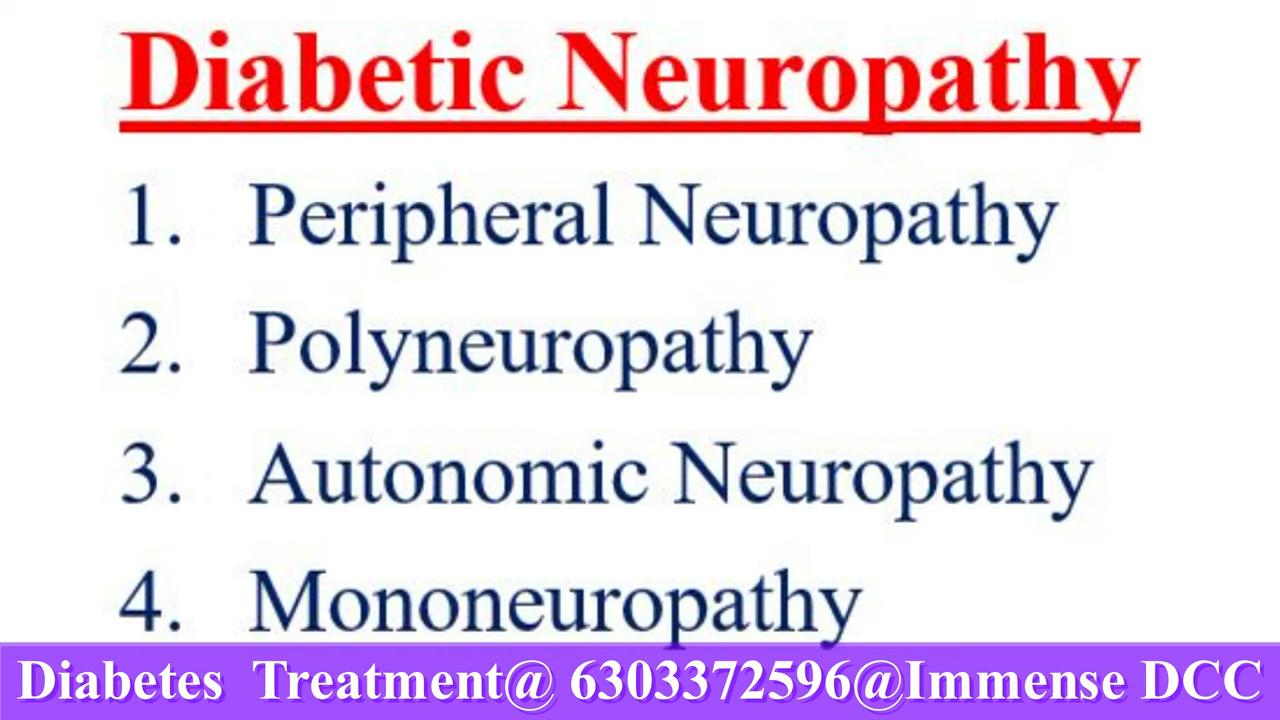 Diabetic Neuropathy
1. Peripheral Neuropathy
2. Polyneuropathy
3. Autonomic Neuropathy
4. Mononeuropathy
Diabetes Treatment@ 6303372596@Immense DCC